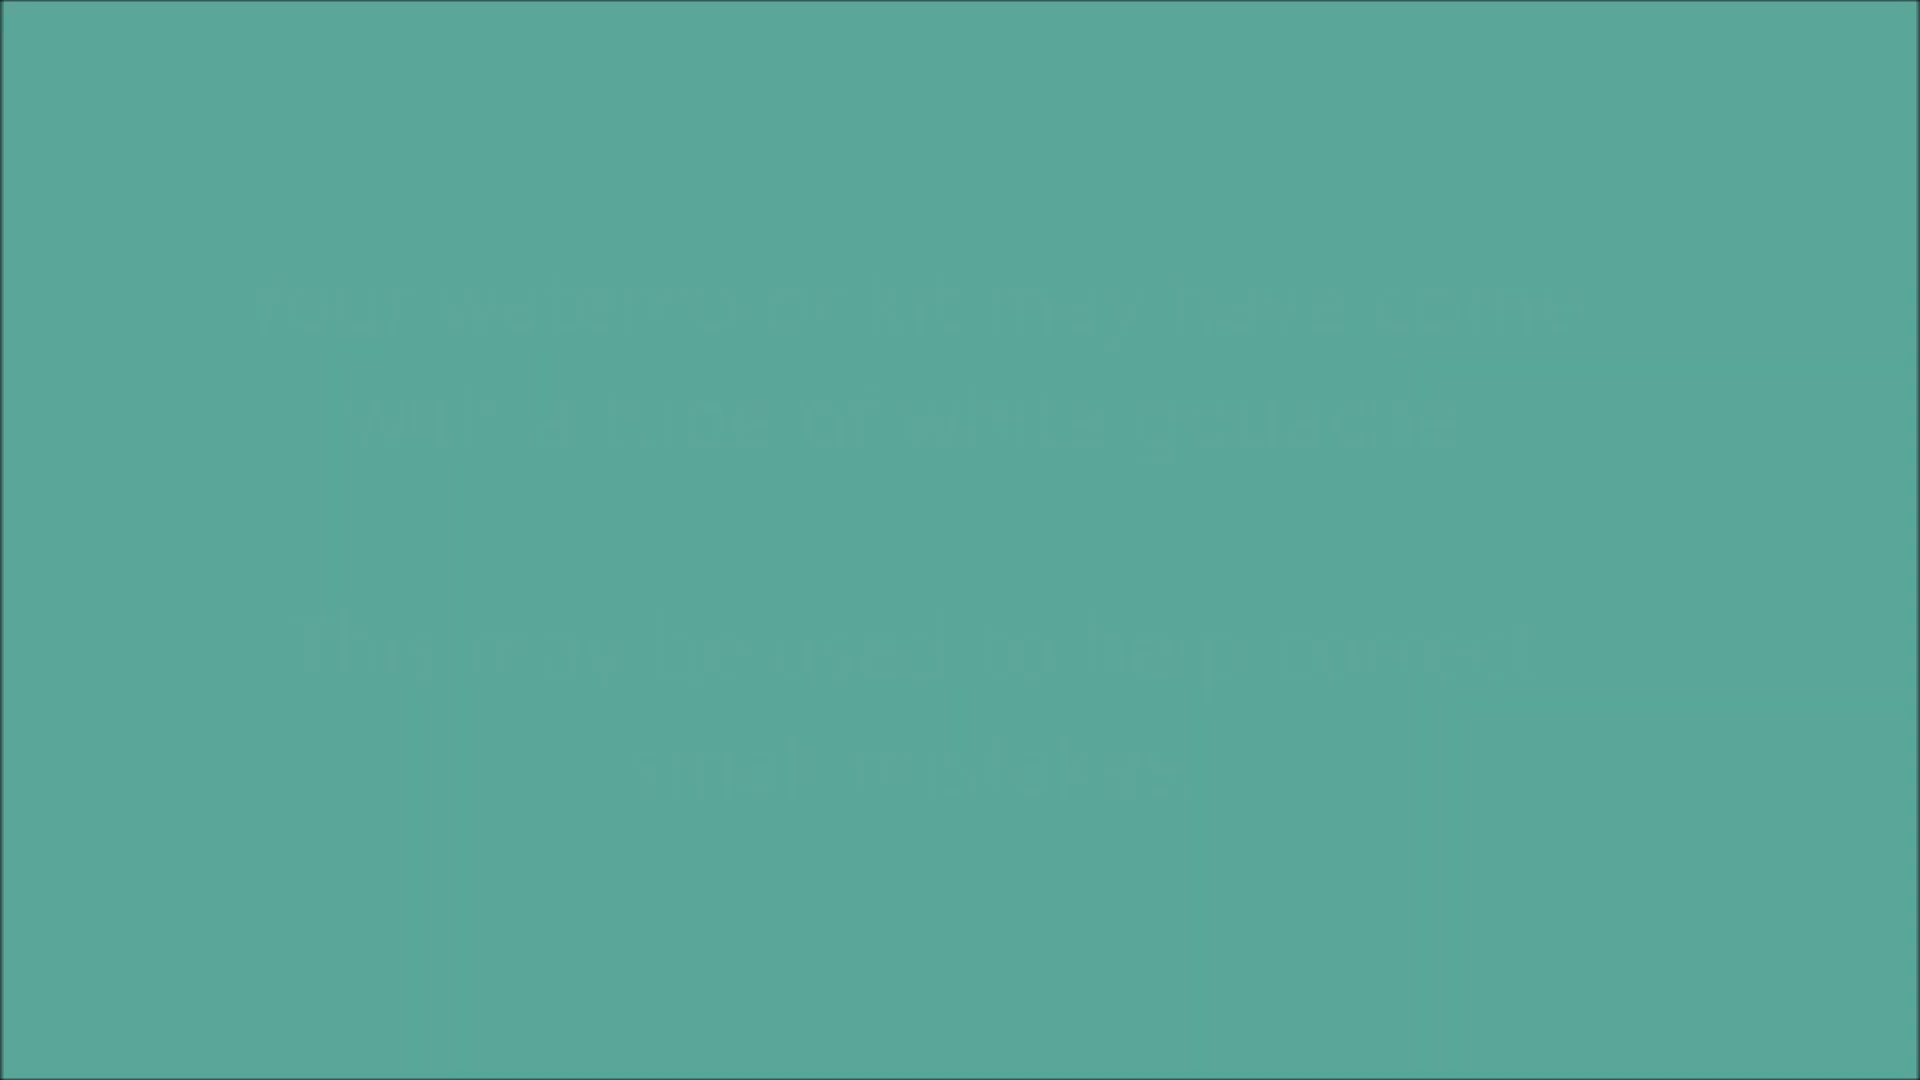 Your watercolor kit may have come
with a tube of white gouache.
This may be used to help correct
small mistakes.